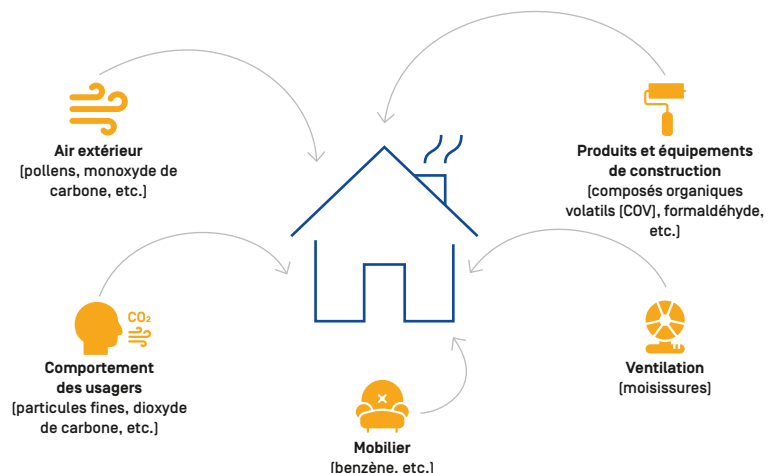 Air extérieur
(pollens, monoxyde de
carbone, etc.)
Produits et équipements
de construction
(composés organiques
volatils (COV), formaldéhyde,
etc.)
CO₂
Comportement
des usagers
(particules fines, dioxyde
de carbone, etc.)
Ventilation
(moisissures)
Mobilier
(benzène, etc.)